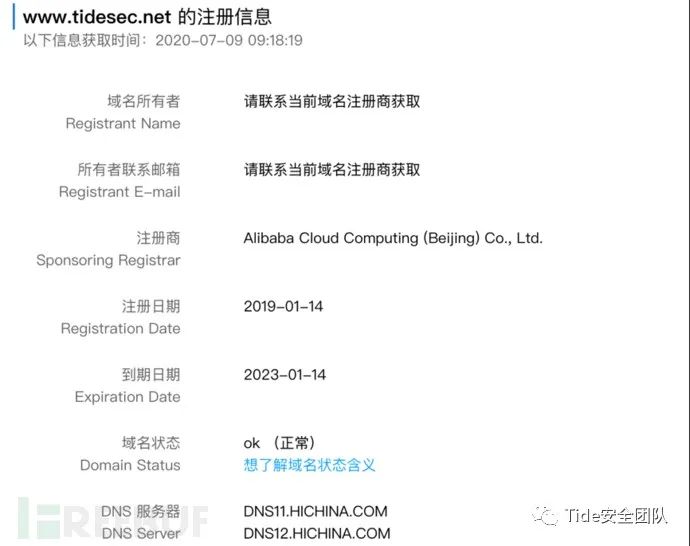 www.tidesec.net 的注册信息
以下信息获取时间：2020-07-09 09:18:19
域名所有者 请联系当前域名注册商获取
Registrant Name
所有者联系邮箱 请联系当前域名注册商获取
Registrant E-mail
注册商 Alibaba Cloud Computing (Beijing) Co., Ltd.
Sponsoring Registrar
注册日期 2019-01-14
Registration Date
到期日期 2023-01-14
Expiration Date
域名状态 ok （正常）
Domain Status 想了解域名状态含义
DNS 服务器 DNS11.HICHINA.COM
DNS Server DNS12.HICHINA.COM
FREEBUF
Tide安全团队